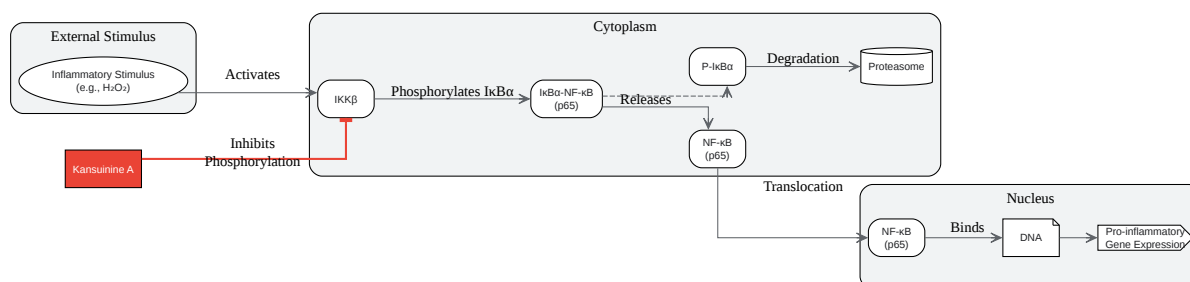 External Stimulus
Inflammatory Stimulus
(e.g., H₂O₂)
Activates
Cytoplasm
IKKβ
Phosphorylates IκBα
IκBα-NF-κB
(p65)
P-IκBα
Degradation
Proteasome
Releases
NF-κB
(p65)
Inhibits
Phosphorylation
Kansuinine A
Translocation
Nucleus
NF-κB
(p65)
Binds
DNA
Pro-inflammatory
Gene Expression